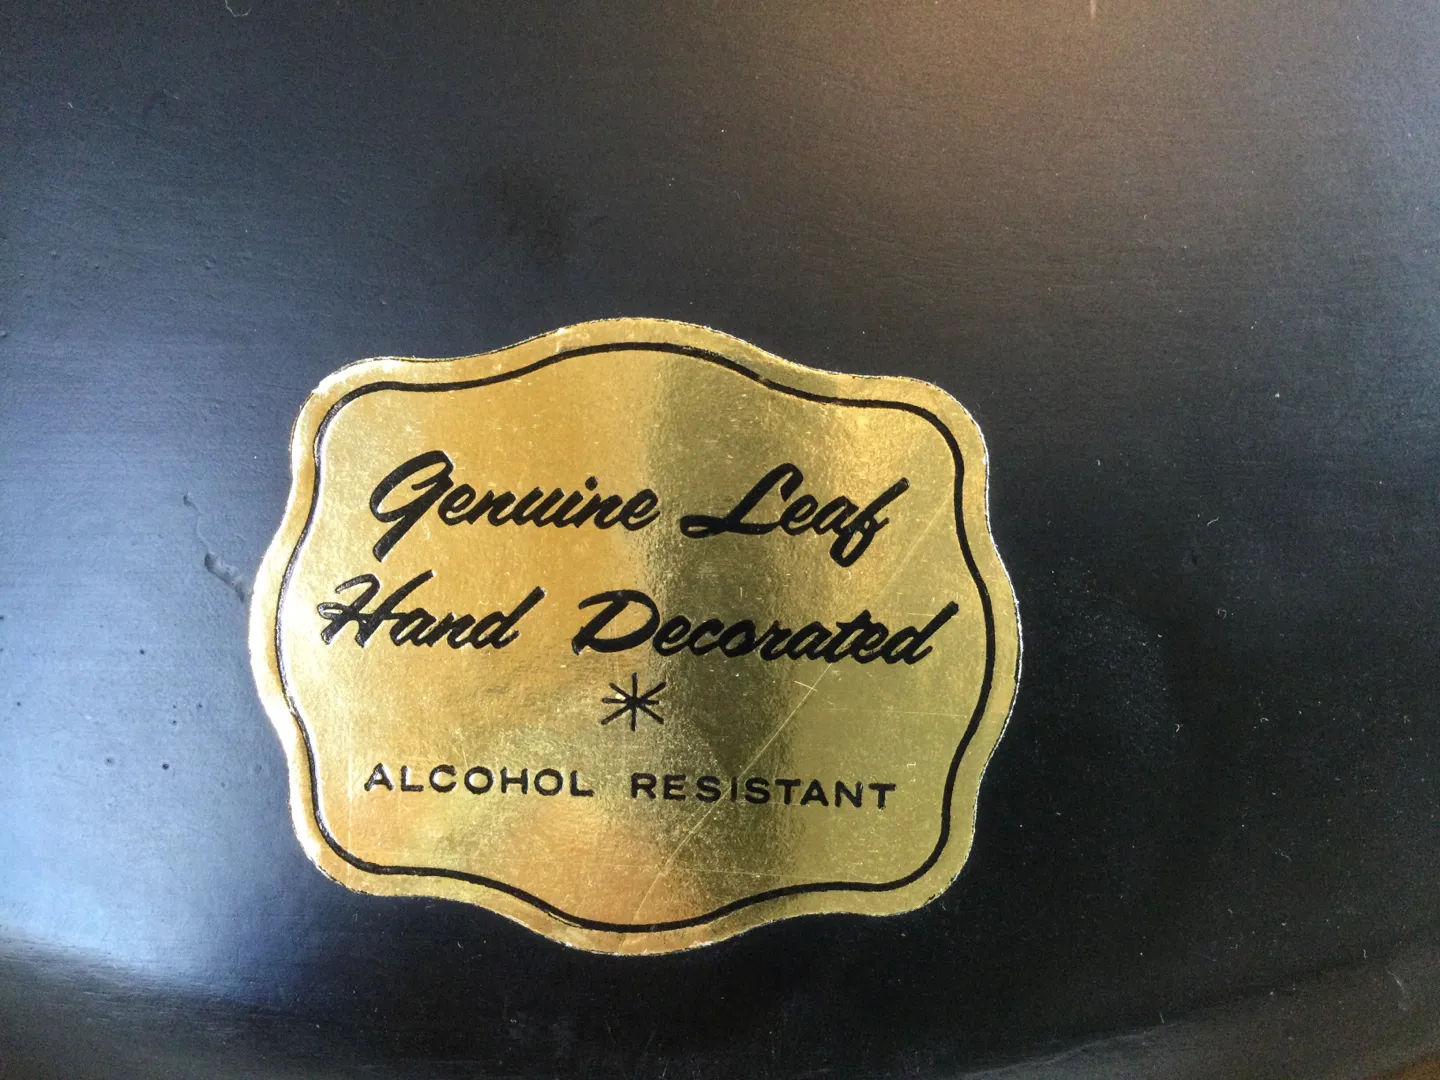 Genuine Leaf
Hand Decorated
ALCOHOL RESISTANT